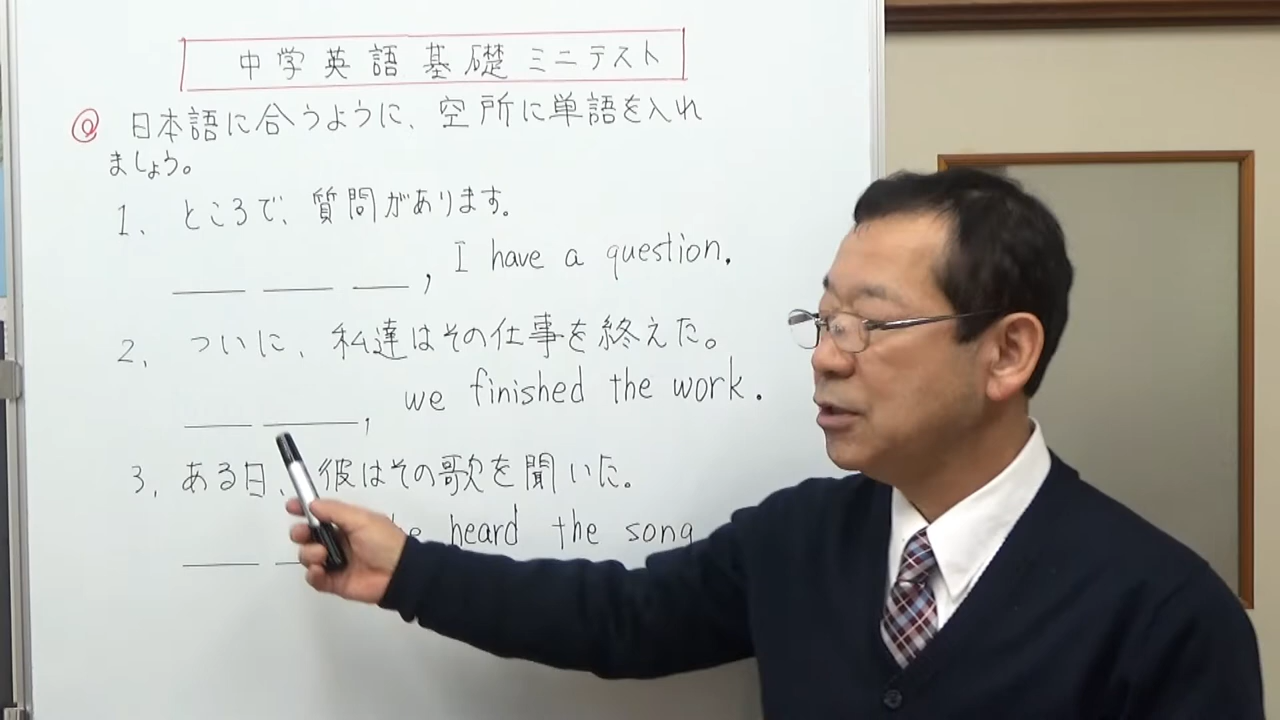 中学英語基礎ミニテスト
@ 日本語に合うように、空所に単語を入れ
ましょう。
1. ところで、質問があります。
___ ___ ___, I have a question.
2. ついに、私達はその仕事を終えた。
___ ___, we finished the work.
3. ある日、彼はその歌を聞いた。
heard the song